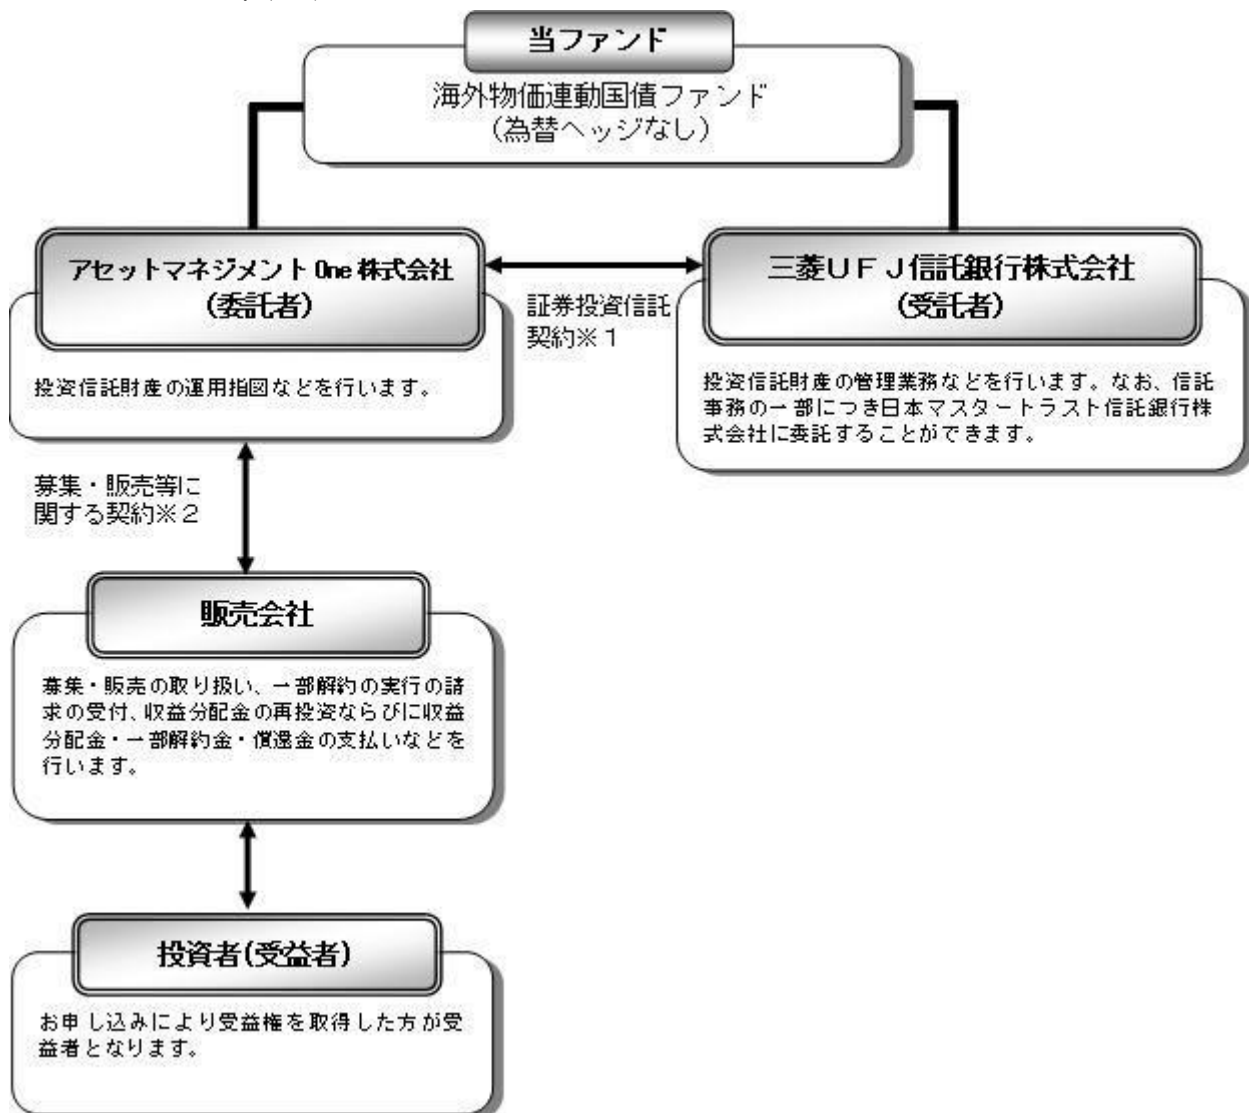 当ファンド
海外物価連動国債ファンド
(為替ヘッジなし)
アセットマネジメント One 株式会社
(委託者)
投資信託財産の運用指図などを行います。
証券投資信託
契約※１
三菱ＵＦＪ信託銀行株式会社
(受託者)
投資信託財産の管理業務などを行います。なお、信託
事務の一部につき日本マスタートラスト信託銀行株
式会社に委託することができます。
募集・販売等に
関する契約※２
販売会社
募集・販売の取り扱い、一部解約の実行の請
求の受付、収益分配金の再投資ならびに収益
分配金・一部解約金・償還金の支払いなどを
行います。
投資者(受益者)
お申し込みにより受益権を取得した方が受
益者となります。